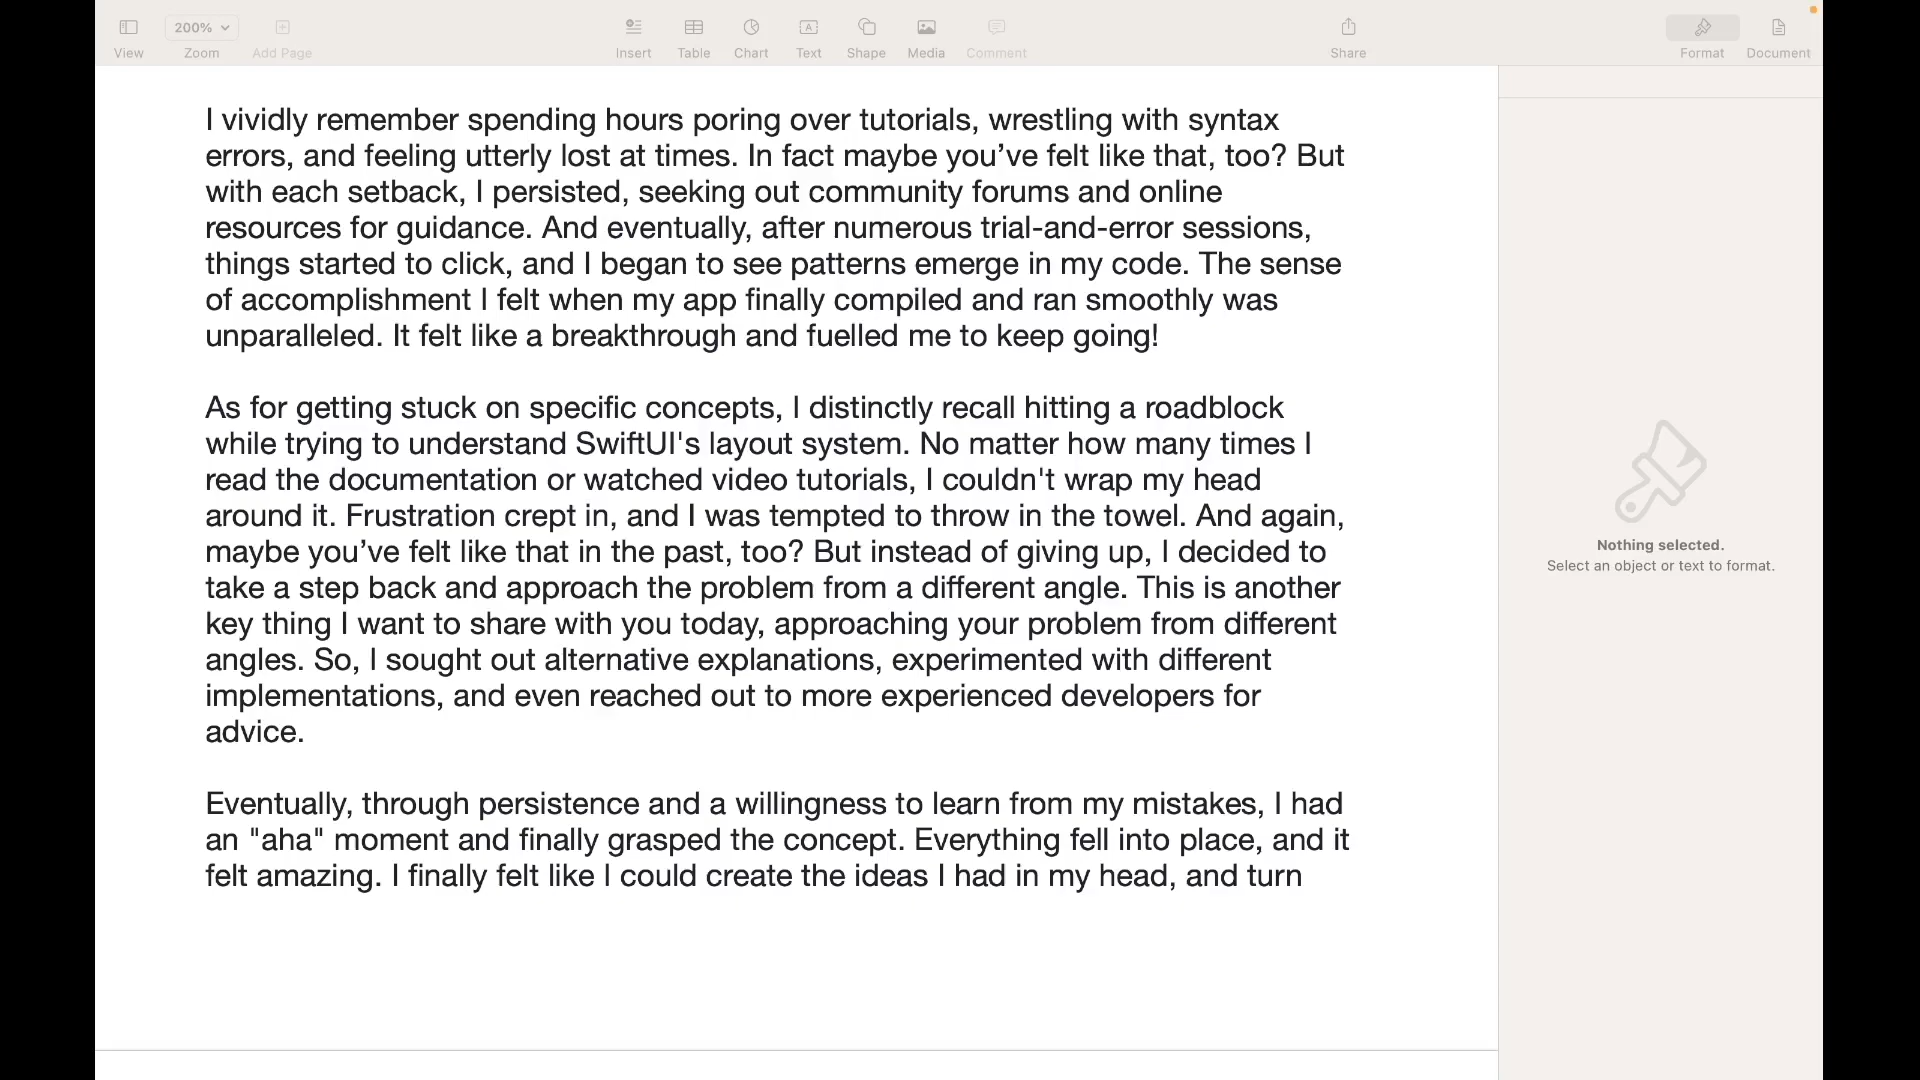 View
200%
Zoom
Add Page
Insert
Table
Chart
Text
Shape
Media
Comment
Share
Format
Document
I vividly remember spending hours poring over tutorials, wrestling with syntax
errors, and feeling utterly lost at times. In fact maybe you’ve felt like that, too? But
with each setback, I persisted, seeking out community forums and online
resources for guidance. And eventually, after numerous trial-and-error sessions,
things started to click, and I began to see patterns emerge in my code. The sense
of accomplishment I felt when my app finally compiled and ran smoothly was
unparalleled. It felt like a breakthrough and fuelled me to keep going!
As for getting stuck on specific concepts, I distinctly recall hitting a roadblock
while trying to understand SwiftUI's layout system. No matter how many times I
read the documentation or watched video tutorials, I couldn't wrap my head
around it. Frustration crept in, and I was tempted to throw in the towel. And again,
maybe you’ve felt like that in the past, too? But instead of giving up, I decided to
take a step back and approach the problem from a different angle. This is another
key thing I want to share with you today, approaching your problem from different
angles. So, I sought out alternative explanations, experimented with different
implementations, and even reached out to more experienced developers for
advice.
Eventually, through persistence and a willingness to learn from my mistakes, I had
an "aha" moment and finally grasped the concept. Everything fell into place, and it
felt amazing. I finally felt like I could create the ideas I had in my head, and turn
Nothing selected.
Select an object or text to format.